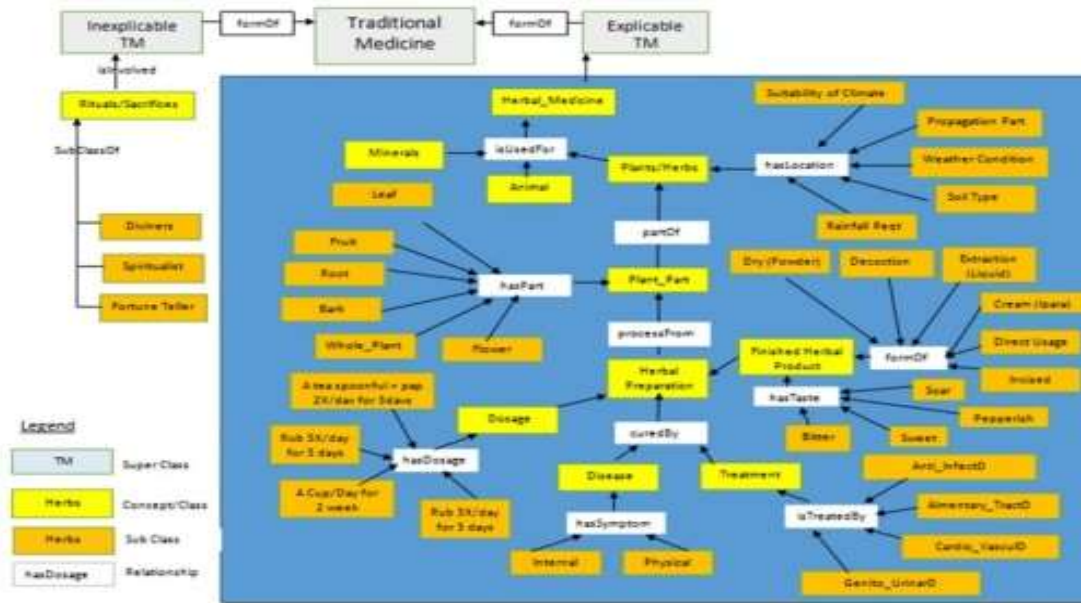 Inexplicable
TM
formOf
Traditional
Medicine
formOf
Explicable
TM
isInvolved
Rituals/Sacrifices
SubClassOf
Diviners
Spiritualist
Fortune Teller
Herbal_Medicine
Minerals
isUsedFor
Animal
Plants/Herbs
Suitability of Climate
Propagation Part
hasLocation
Weather Condition
Soil Type
Rainfall Reqt
Leaf
Fruit
Root
Bark
Whole_Plant
Flower
hasPart
partOf
Plant_Part
processFrom
Dry (Powder)
Decoction
Extraction
(Liquid)
Cream (Ipara)
Direct Usage
Incised
formOf
Finished Herbal
Product
Herbal
Preparation
hasTaste
Soar
Pepperish
Sweet
Bitter
A tea spoonful + pap
2X/day for 3days
Dosage
Rub 5X/day
for 5 days
hasDosage
A Cup/Day for
2 week
Rub 3X/day
for 3 days
curedBy
Disease
Treatment
hasSymptom
Internal
Physical
Anti_InfectD
Alimentary_TractD
isTreatedBy
Cardio_VasculD
Genito_UrinarD
Legend
TM
Super Class
Herbs
Concept/Class
Herbs
Sub Class
hasDosage
Relationship